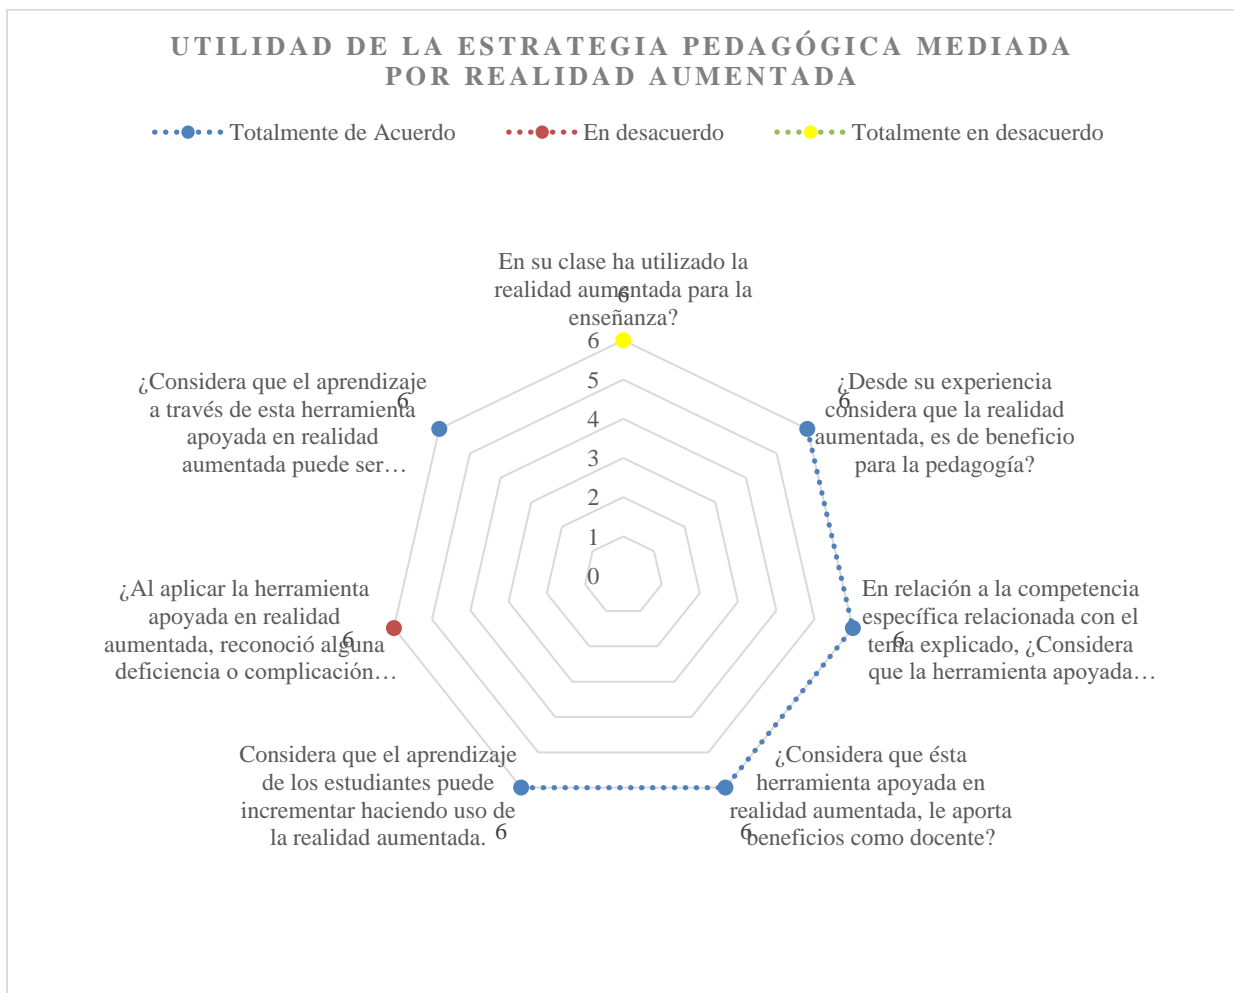 UTILIDAD DE LA ESTRATEGIA PEDAGÓGICA MEDIADA
POR REALIDAD AUMENTADA
Totalmente de Acuerdo
En desacuerdo
Totalmente en desacuerdo
En su clase ha utilizado la
realidad aumentada para la
enseñanza?
6
¿Desde su experiencia
considera que la realidad
aumentada, es de beneficio
para la pedagogía?
6
En relación a la competencia
específica relacionada con el
tema explicado, ¿Considera
que la herramienta apoyada…
6
¿Considera que ésta
herramienta apoyada en
realidad aumentada, le aporta
beneficios como docente?
6
Considera que el aprendizaje
de los estudiantes puede
incrementar haciendo uso de
la realidad aumentada.
6
¿Al aplicar la herramienta
apoyada en realidad
aumentada, reconoció alguna
deficiencia o complicación…
6
¿Considera que el aprendizaje
a través de esta herramienta
apoyada en realidad
aumentada puede ser…
6
6
5
4
3
2
1
0